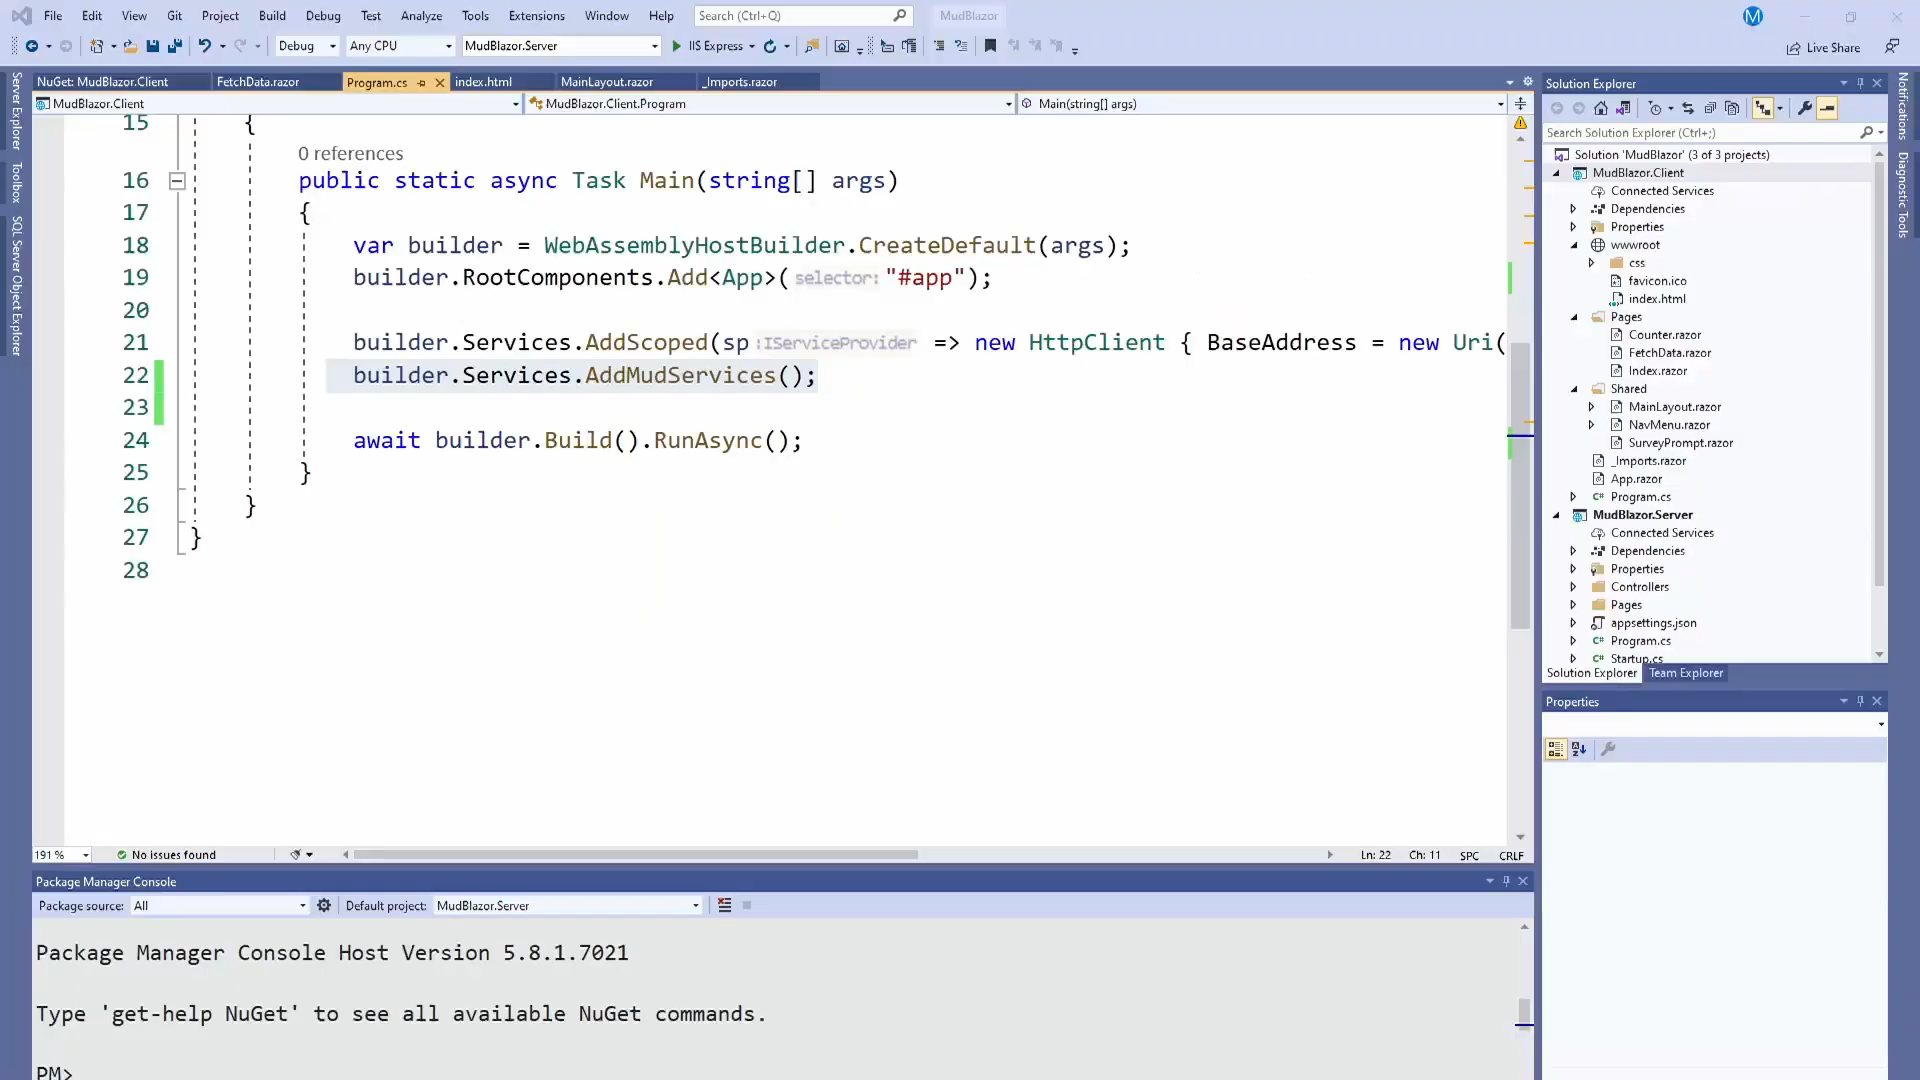 File Edit View Git Project Build Debug Test Analyze Tools Extensions Window Help Search (Ctrl+Q) MudBlazor M
Debug Any CPU MudBlazor.Server IIS Express Live Share
NuGet: MudBlazor.Client FetchData.razor Program.cs index.html MainLayout.razor _Imports.razor
MudBlazor.Client MudBlazor.Client.Program Main(string[] args)
Server Explorer
Toolbox
SQL Server Object Explorer
15 {
0 references
16 public static async Task Main(string[] args)
17 {
18 var builder = WebAssemblyHostBuilder.CreateDefault(args);
19 builder.RootComponents.Add<App>( selector: "#app");
20
21 builder.Services.AddScoped(sp :IServiceProvider => new HttpClient { BaseAddress = new Uri(
22 builder.Services.AddMudServices();
23
24 await builder.Build().RunAsync();
25 }
26 }
27 }
28
191 % No issues found Ln: 22 Ch: 11 SPC CRLF
Package Manager Console
Package source: All Default project: MudBlazor.Server
Package Manager Console Host Version 5.8.1.7021
Type 'get-help NuGet' to see all available NuGet commands.
PM>
Solution Explorer
Search Solution Explorer (Ctrl+;)
Solution 'MudBlazor' (3 of 3 projects)
MudBlazor.Client
Connected Services
Dependencies
Properties
wwwroot
css
favicon.ico
index.html
Pages
Counter.razor
FetchData.razor
Index.razor
Shared
MainLayout.razor
NavMenu.razor
SurveyPrompt.razor
_Imports.razor
App.razor
C# Program.cs
MudBlazor.Server
Connected Services
Dependencies
Properties
Controllers
Pages
appsettings.json
C# Program.cs
C# Startup.cs
Solution Explorer Team Explorer
Properties
Notifications
Diagnostic Tools